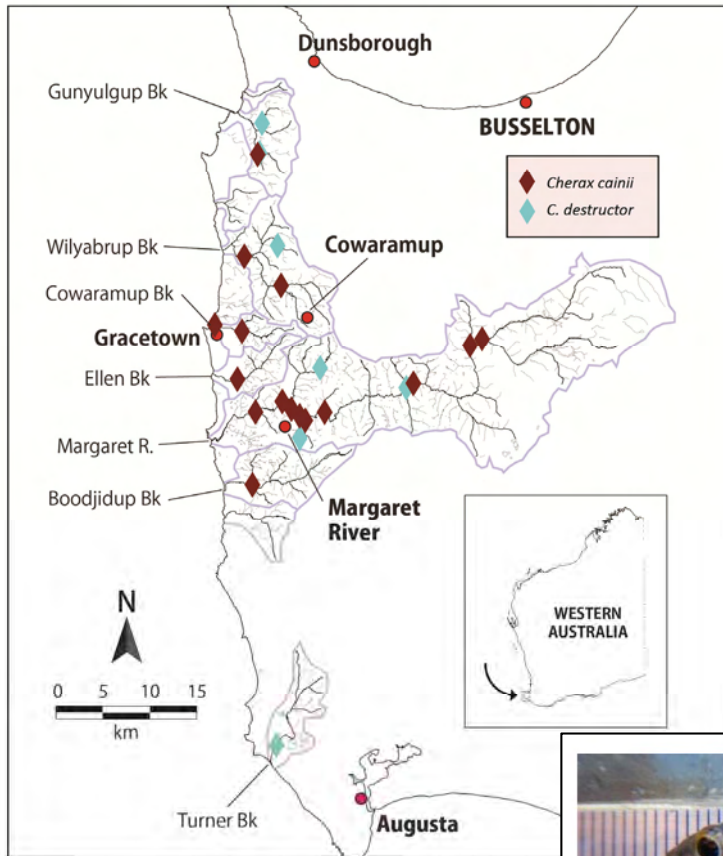 Dunsborough
Gunyulgup Bk
BUSSELTON
Cherax cainii
C. destructor
Wilyabrup Bk
Cowaramup
Cowaramup Bk
Gracetown
Ellen Bk
Margaret R.
Boodjidup Bk
Margaret
River
N
WESTERN
AUSTRALIA
0 5 10 15
km
Turner Bk
Augusta